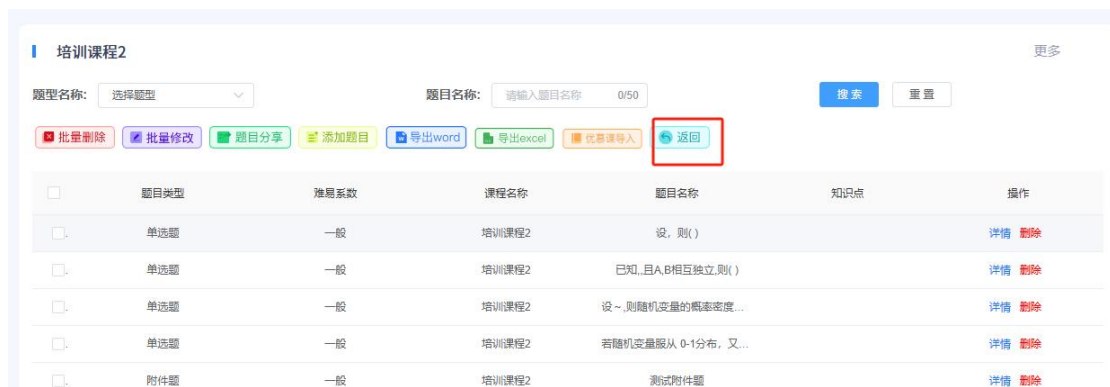 培训课程2 更多
题型名称： 选择题型 题目名称： 请输入题目名称 0/50 搜索 重置
批量删除 批量修改 题目分享 添加题目 导出word 导出excel 优慕课导入 返回
题目类型 难易系数 课程名称 题目名称 知识点 操作
单选题 一般 培训课程2 设，则( ) 详情 删除
单选题 一般 培训课程2 已知,,且A,B相互独立,则( ) 详情 删除
单选题 一般 培训课程2 设～,则随机变量的概率密度... 详情 删除
单选题 一般 培训课程2 若随机变量服从 0-1分布，又... 详情 删除
附件题 一般 培训课程2 测试附件题 详情 删除